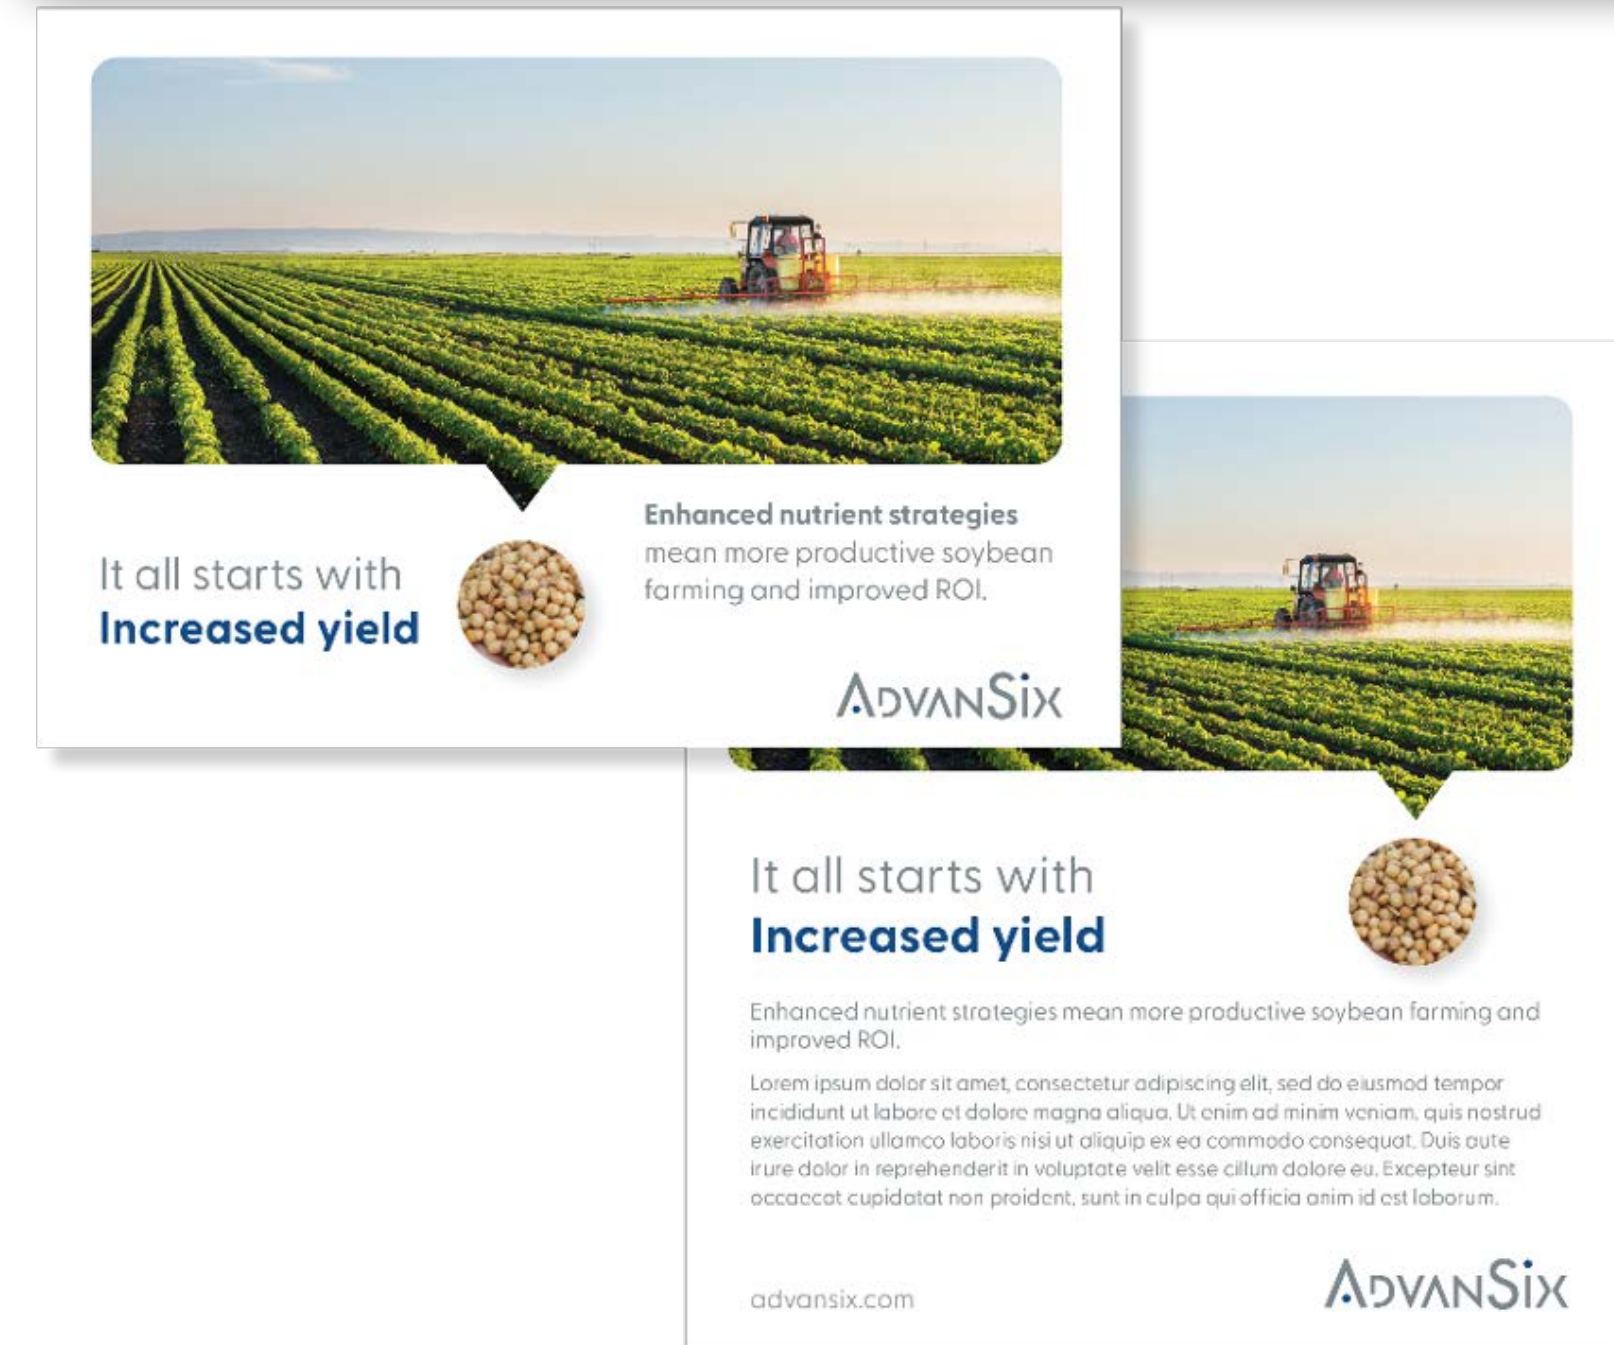 It all starts with
Increased yield
Enhanced nutrient strategies
mean more productive soybean
farming and improved ROI.
ADVANSIX
It all starts with
Increased yield
Enhanced nutrient strategies mean more productive soybean farming and
improved ROI.
Lorem ipsum dolor sit amet, consectetur adipiscing elit, sed do eiusmod tempor
incididunt ut labore et dolore magna aliqua. Ut enim ad minim veniam, quis nostrud
exercitation ullamco laboris nisi ut aliquip ex ea commodo consequat. Duis aute
irure dolor in reprehenderit in voluptate velit esse cillum dolore eu. Excepteur sint
occaecat cupidatat non proident, sunt in culpa qui officia anim id est laborum.
advansix.com
ADVANSIX